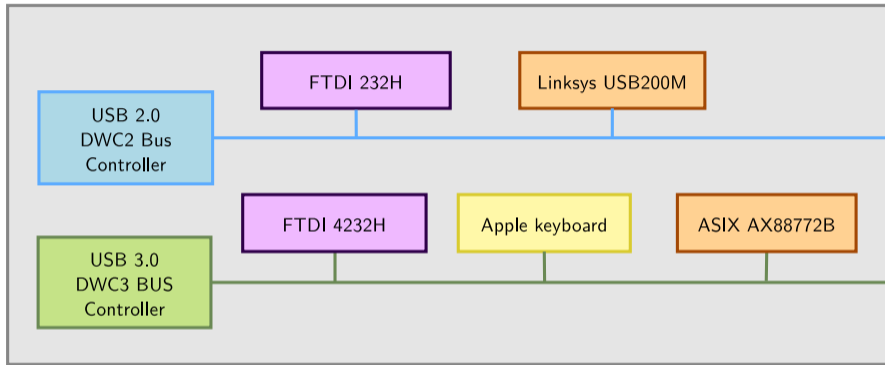 FTDI 232H
Linksys USB200M
USB 2.0
DWC2 Bus
Controller
FTDI 4232H
Apple keyboard
ASIX AX88772B
USB 3.0
DWC3 BUS
Controller